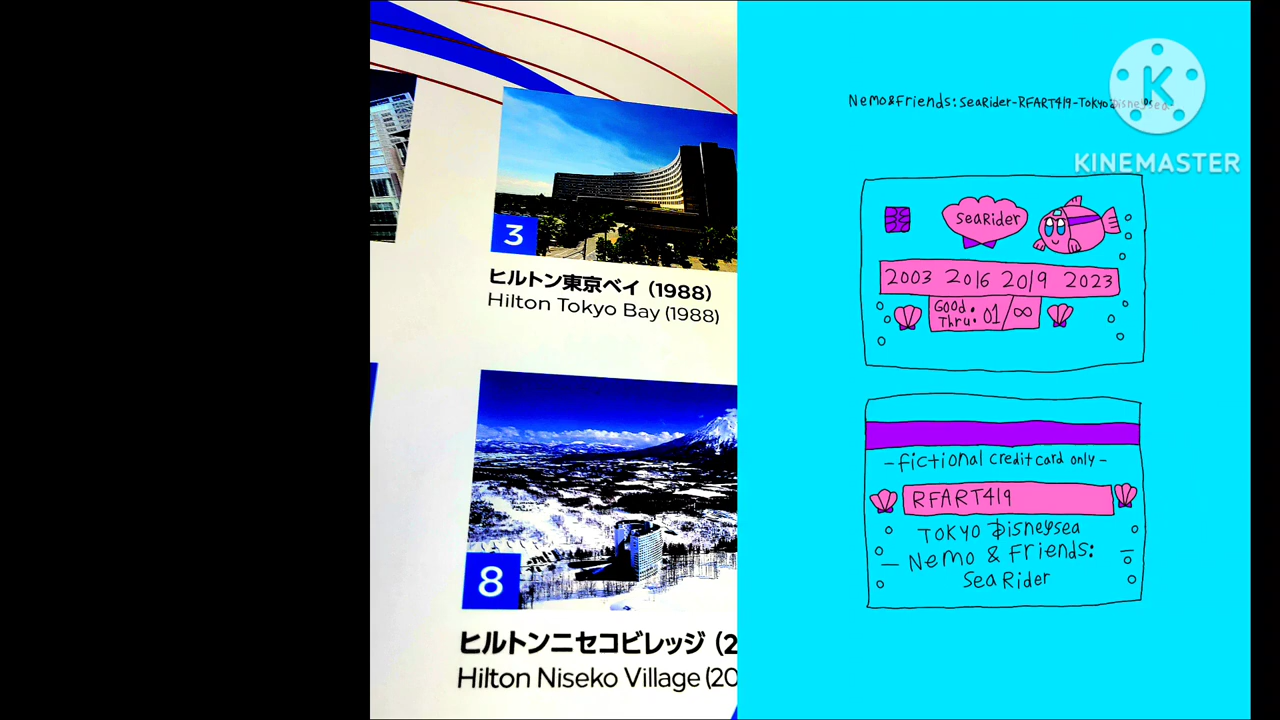 3
ヒルトン東京ベイ（1988）
Hilton Tokyo Bay (1988)
8
ヒルトンニセコビレッジ（2
Hilton Niseko Village (20
Nemo&Friends:SeaRider-RFART419-Tokyo Disneysea
K
KINEMASTER
SeaRider
2003 2016 2019 2023
Good
Thru: 01/∞
-fictional credit card only-
RFART419
TOKYO Disneysea
- Nemo & Friends: -
SeaRider